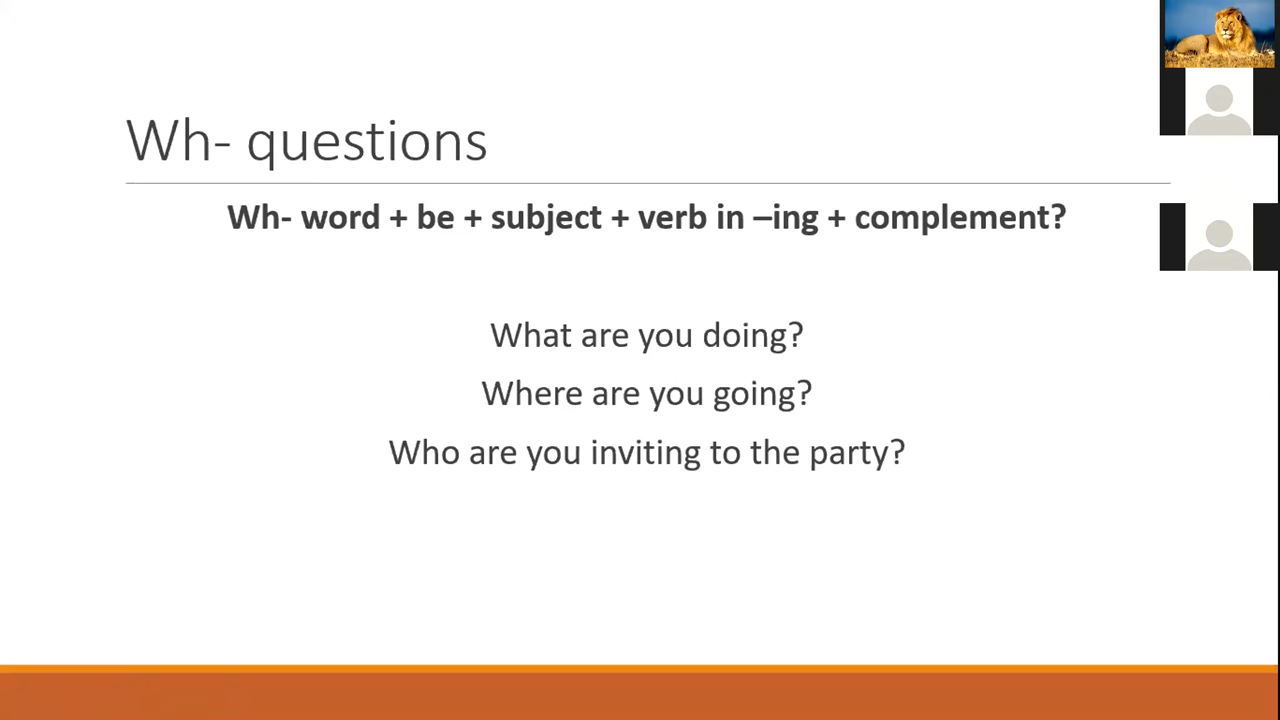 Wh- questions
Wh- word + be + subject + verb in –ing + complement?
What are you doing?
Where are you going?
Who are you inviting to the party?